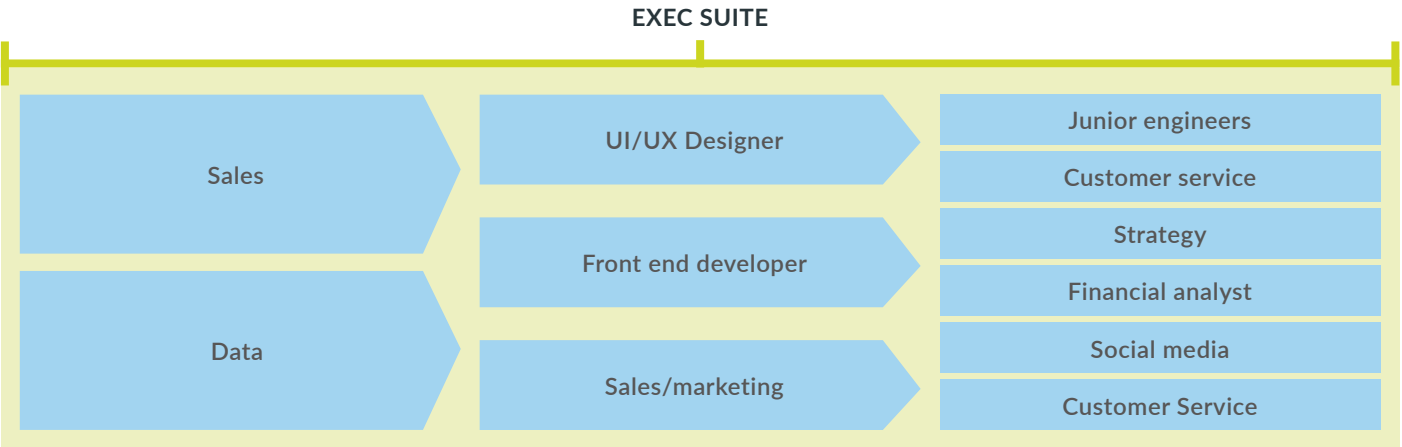 EXEC SUITE
Sales
Data
UI/UX Designer
Front end developer
Sales/marketing
Junior engineers
Customer service
Strategy
Financial analyst
Social media
Customer Service